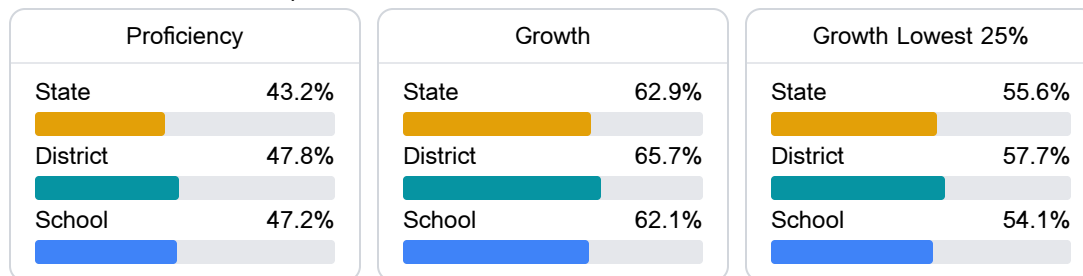 Proficiency
State 43.2%
District 47.8%
School 47.2%
Growth
State 62.9%
District 65.7%
School 62.1%
Growth Lowest 25%
State 55.6%
District 57.7%
School 54.1%